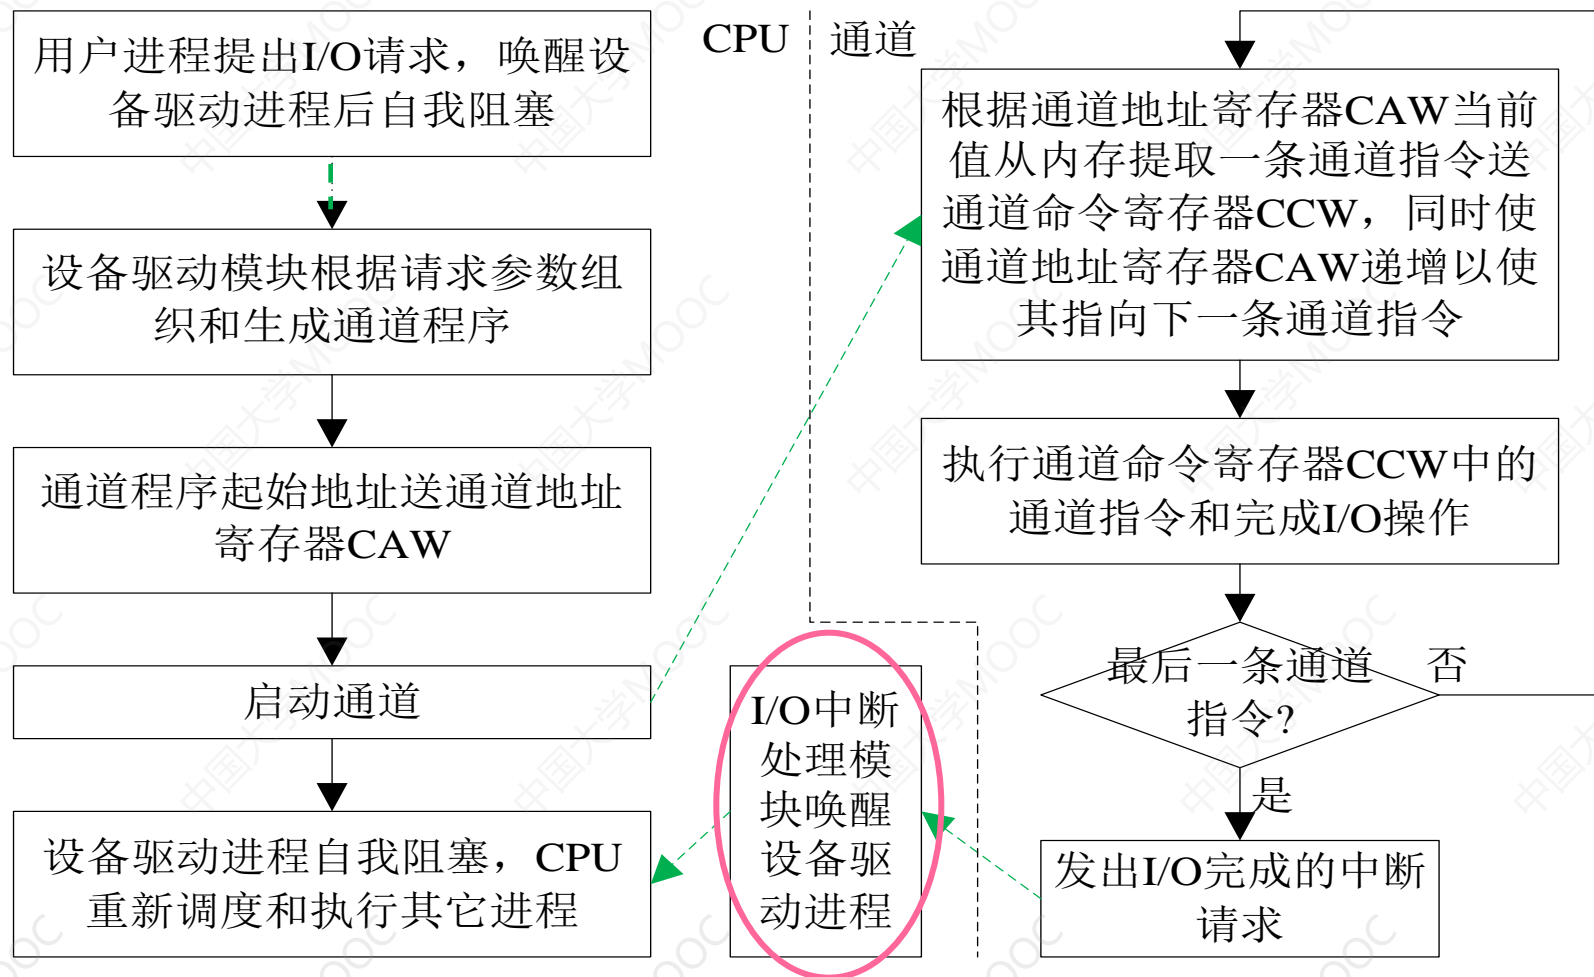 用户进程提出I/O请求，唤醒设
备驱动进程后自我阻塞
设备驱动模块根据请求参数组
织和生成通道程序
通道程序起始地址送通道地址
寄存器CAW
启动通道
设备驱动进程自我阻塞，CPU
重新调度和执行其它进程
CPU
通道
根据通道地址寄存器CAW当前
值从内存提取一条通道指令送
通道命令寄存器CCW，同时使
通道地址寄存器CAW递增以使
其指向下一条通道指令
执行通道命令寄存器CCW中的
通道指令和完成I/O操作
最后一条通道
指令?
否
是
发出I/O完成的中断
请求
I/O中断
处理模
块唤醒
设备驱
动进程
中国大学MOOC